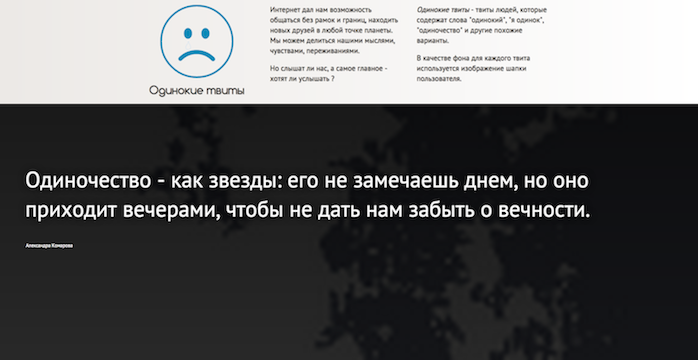 Одинокие твиты
Интернет дал нам возможность
общаться без рамок и границ, находить
новых друзей в любой точке планеты.
Мы можем делиться нашими мыслями,
чувствами, переживаниями.
Но слышат ли нас, а самое главное -
хотят ли услышать ?
Одинокие твиты - твиты людей, которые
содержат слова "одинокий", "я одинок",
"одиночество" и другие похожие
варианты.
В качестве фона для каждого твита
используется изображение шапки
пользователя.
Одиночество - как звезды: его не замечаешь днем, но оно
приходит вечерами, чтобы не дать нам забыть о вечности.
Александра Комарова